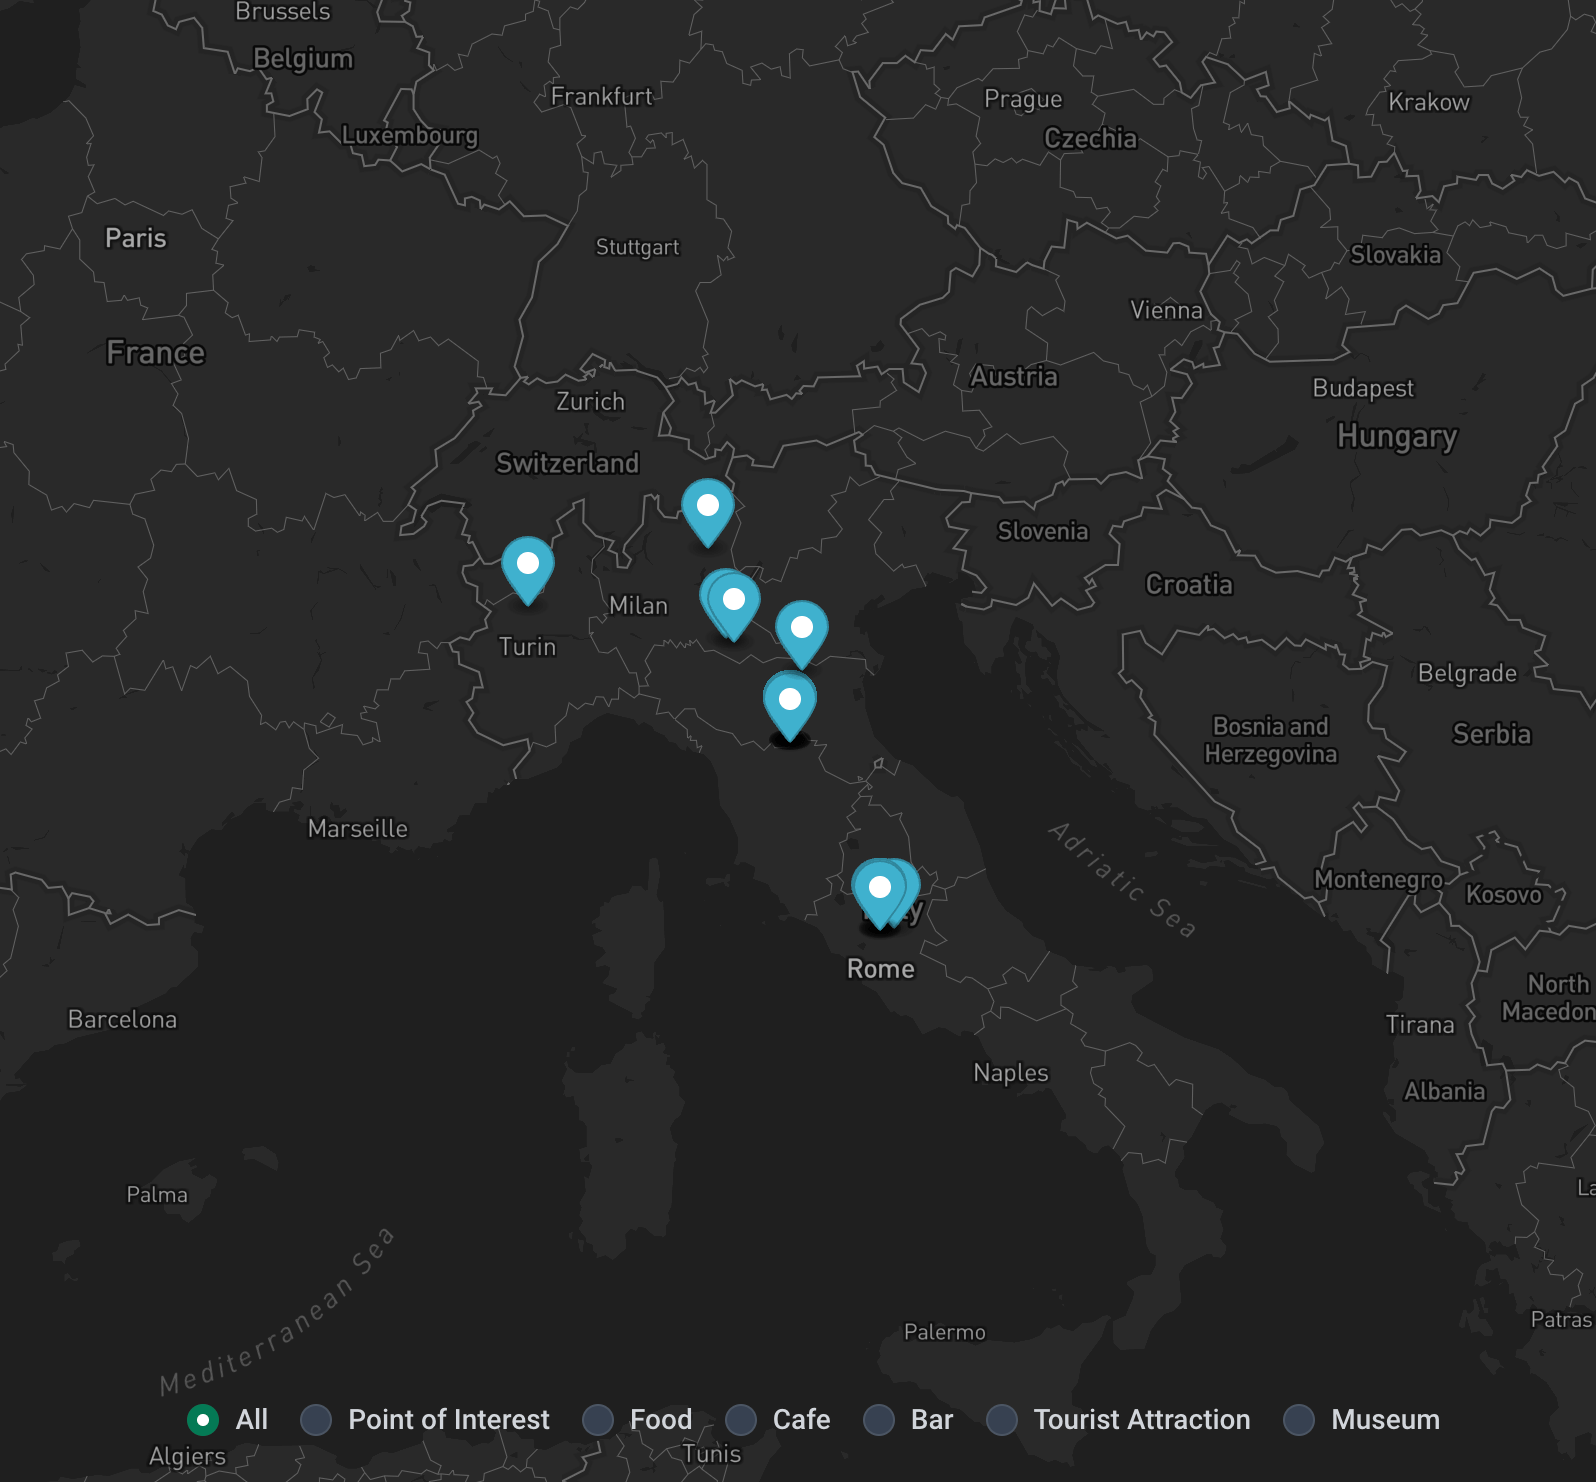 Brussels
Belgium
Frankfurt
Prague
Krakow
Luxembourg
Czechia
Paris
Stuttgart
Slovakia
Vienna
France
Austria
Zurich
Budapest
Hungary
Switzerland
Slovenia
Croatia
Milan
Turin
Belgrade
Bosnia and
Herzegovina
Serbia
Marseille
Adriatic Sea
Montenegro
Kosovo
Rome
North
Macedon
Barcelona
Tirana
Naples
Albania
Palma
La
Mediterranean Sea
Patras
Palermo
All
Point of Interest
Food
Cafe
Bar
Tourist Attraction
Museum
Algiers
Tunis